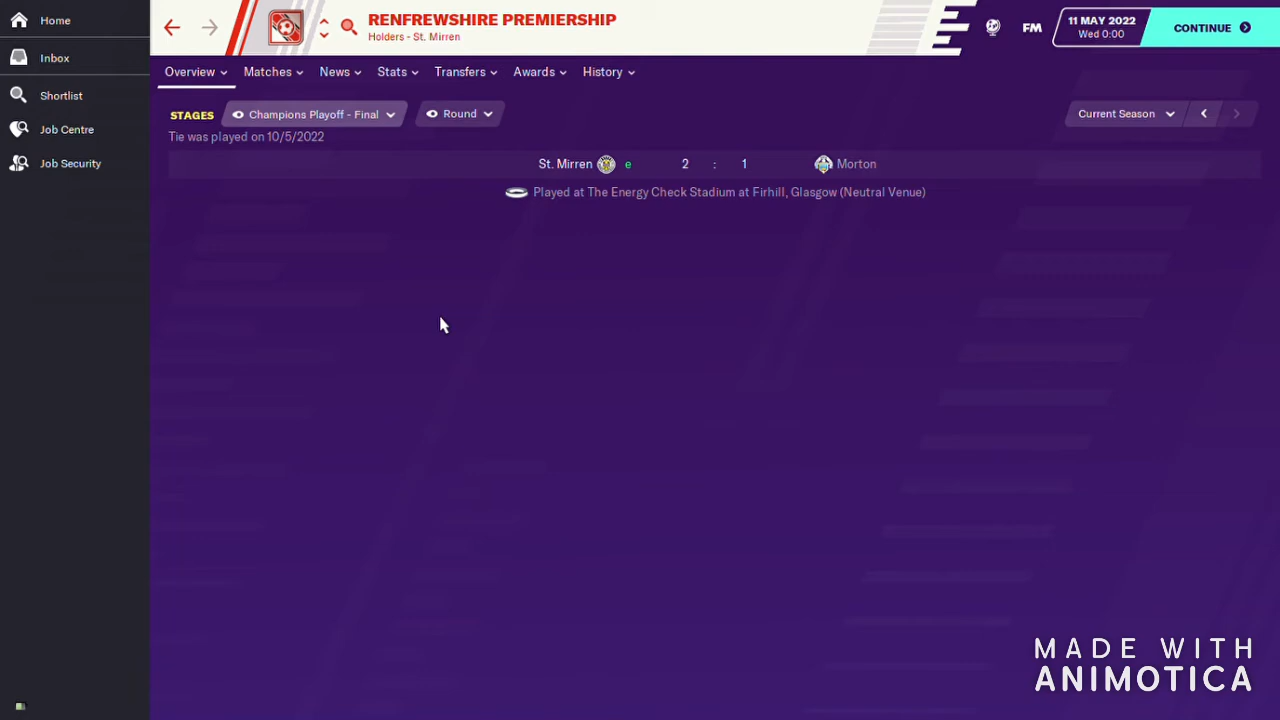 Home
Inbox
Shortlist
Job Centre
Job Security
RENFREWSHIRE PREMIERSHIP
Holders - St. Mirren
FM
11 MAY 2022
Wed 0:00
CONTINUE
Overview Matches News Stats Transfers Awards History
STAGES Champions Playoff - Final Round Current Season
Tie was played on 10/5/2022
St. Mirren e 2 : 1 Morton
Played at The Energy Check Stadium at Firhill, Glasgow (Neutral Venue)
MADE WITH
ANIMOTICA